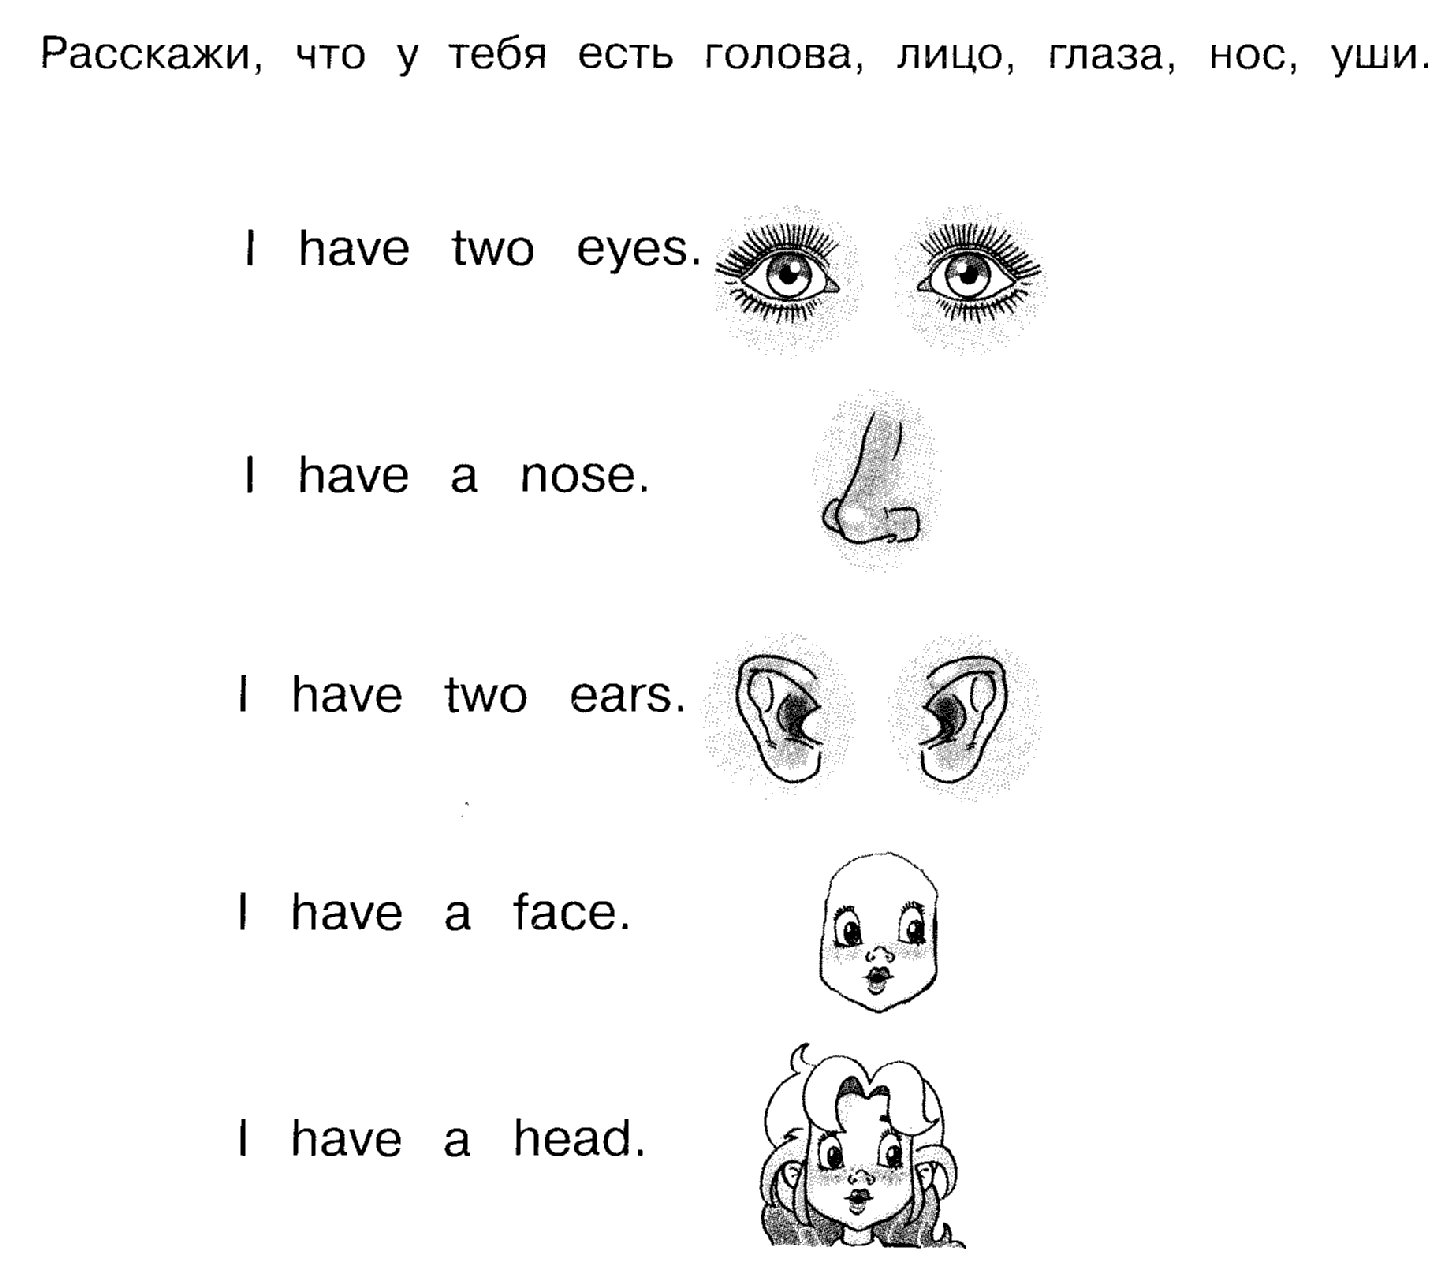 Расскажи, что у тебя есть голова, лицо, глаза, нос, уши.
I have two eyes.
I have a nose.
I have two ears.
I have a face.
I have a head.